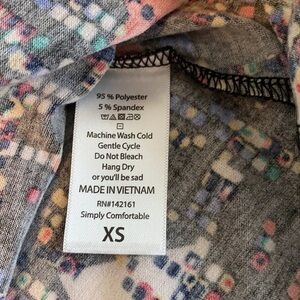 95 % Polyester
5 % Spandex
Machine Wash Cold
Gentle Cycle
Do Not Bleach
Hang Dry
or you'll be sad
MADE IN VIETNAM
RN#142161
Simply Comfortable
XS